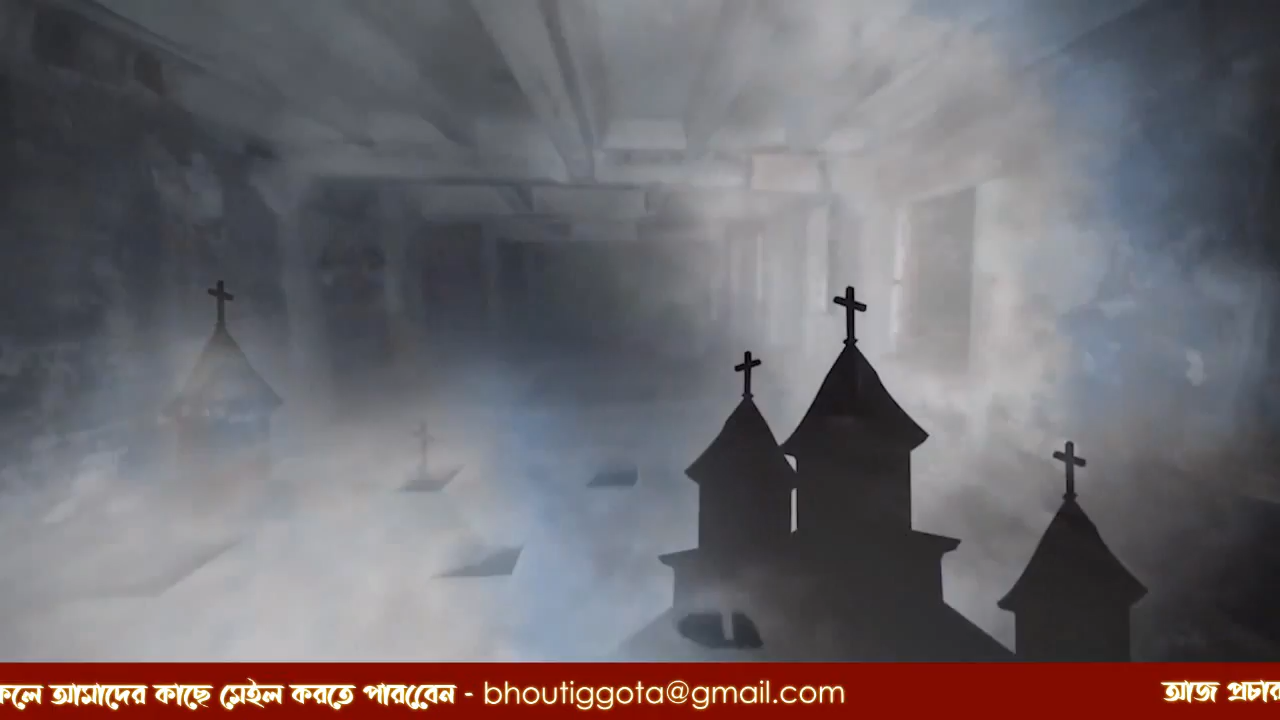 কলে আমাদের কাছে মেইল করতে পারবেেন - bhoutiggota@gmail.com আজ প্রচার